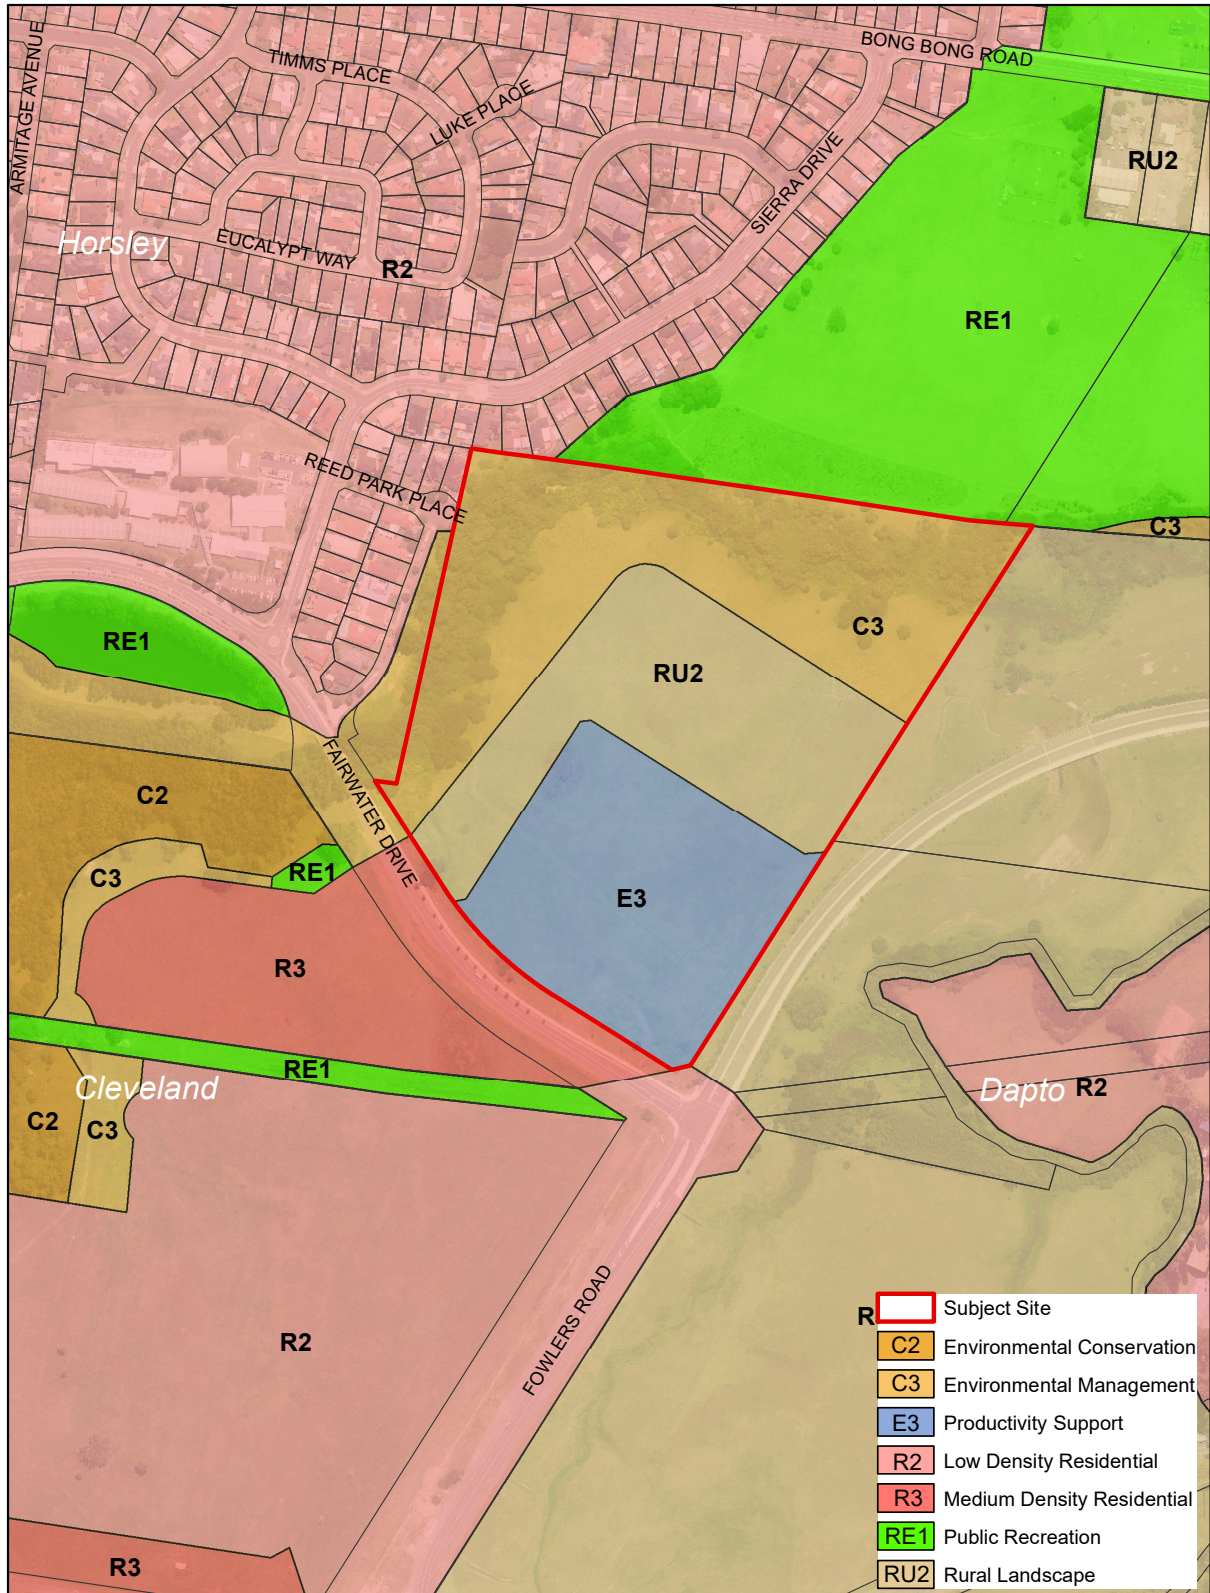 BONG BONG ROAD
TIMMS PLACE
ARMITAGE AVENUE
LUKE PLACE
RU2
SIERRA DRIVE
Horsley
EUCALYPT WAY
R2
RE1
REED PARK PLACE
C3
C3
RE1
RU2
FAIRWATER DRIVE
C2
C3
RE1
E3
R3
RE1
Cleveland
Dapto
R2
C2
C3
FOWLERS ROAD
R2
R
Subject Site
C2 Environmental Conservation
C3 Environmental Management
E3 Productivity Support
R2 Low Density Residential
R3 Medium Density Residential
RE1 Public Recreation
RU2 Rural Landscape
R3